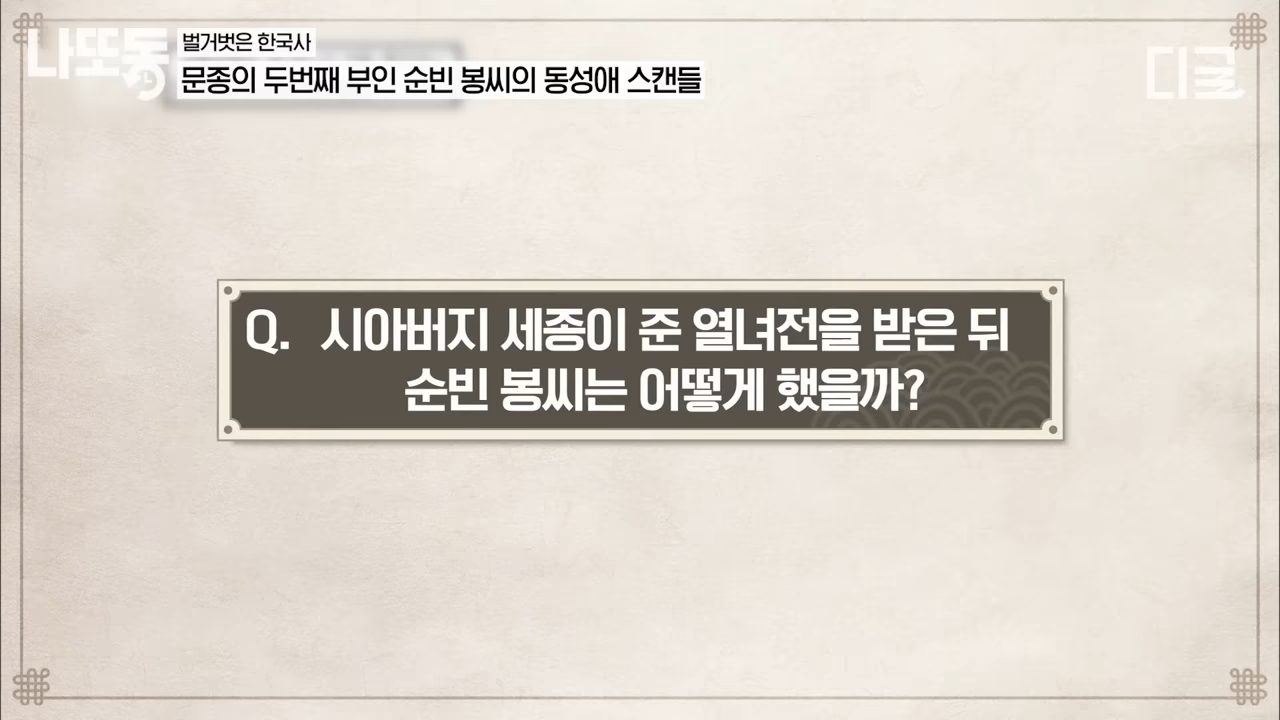 나또동
벌거벗은 한국사
문종의 두번째 부인 순빈 봉씨의 동성애 스캔들
디글
Q. 시아버지 세종이 준 열녀전을 받은 뒤
순빈 봉씨는 어떻게 했을까?